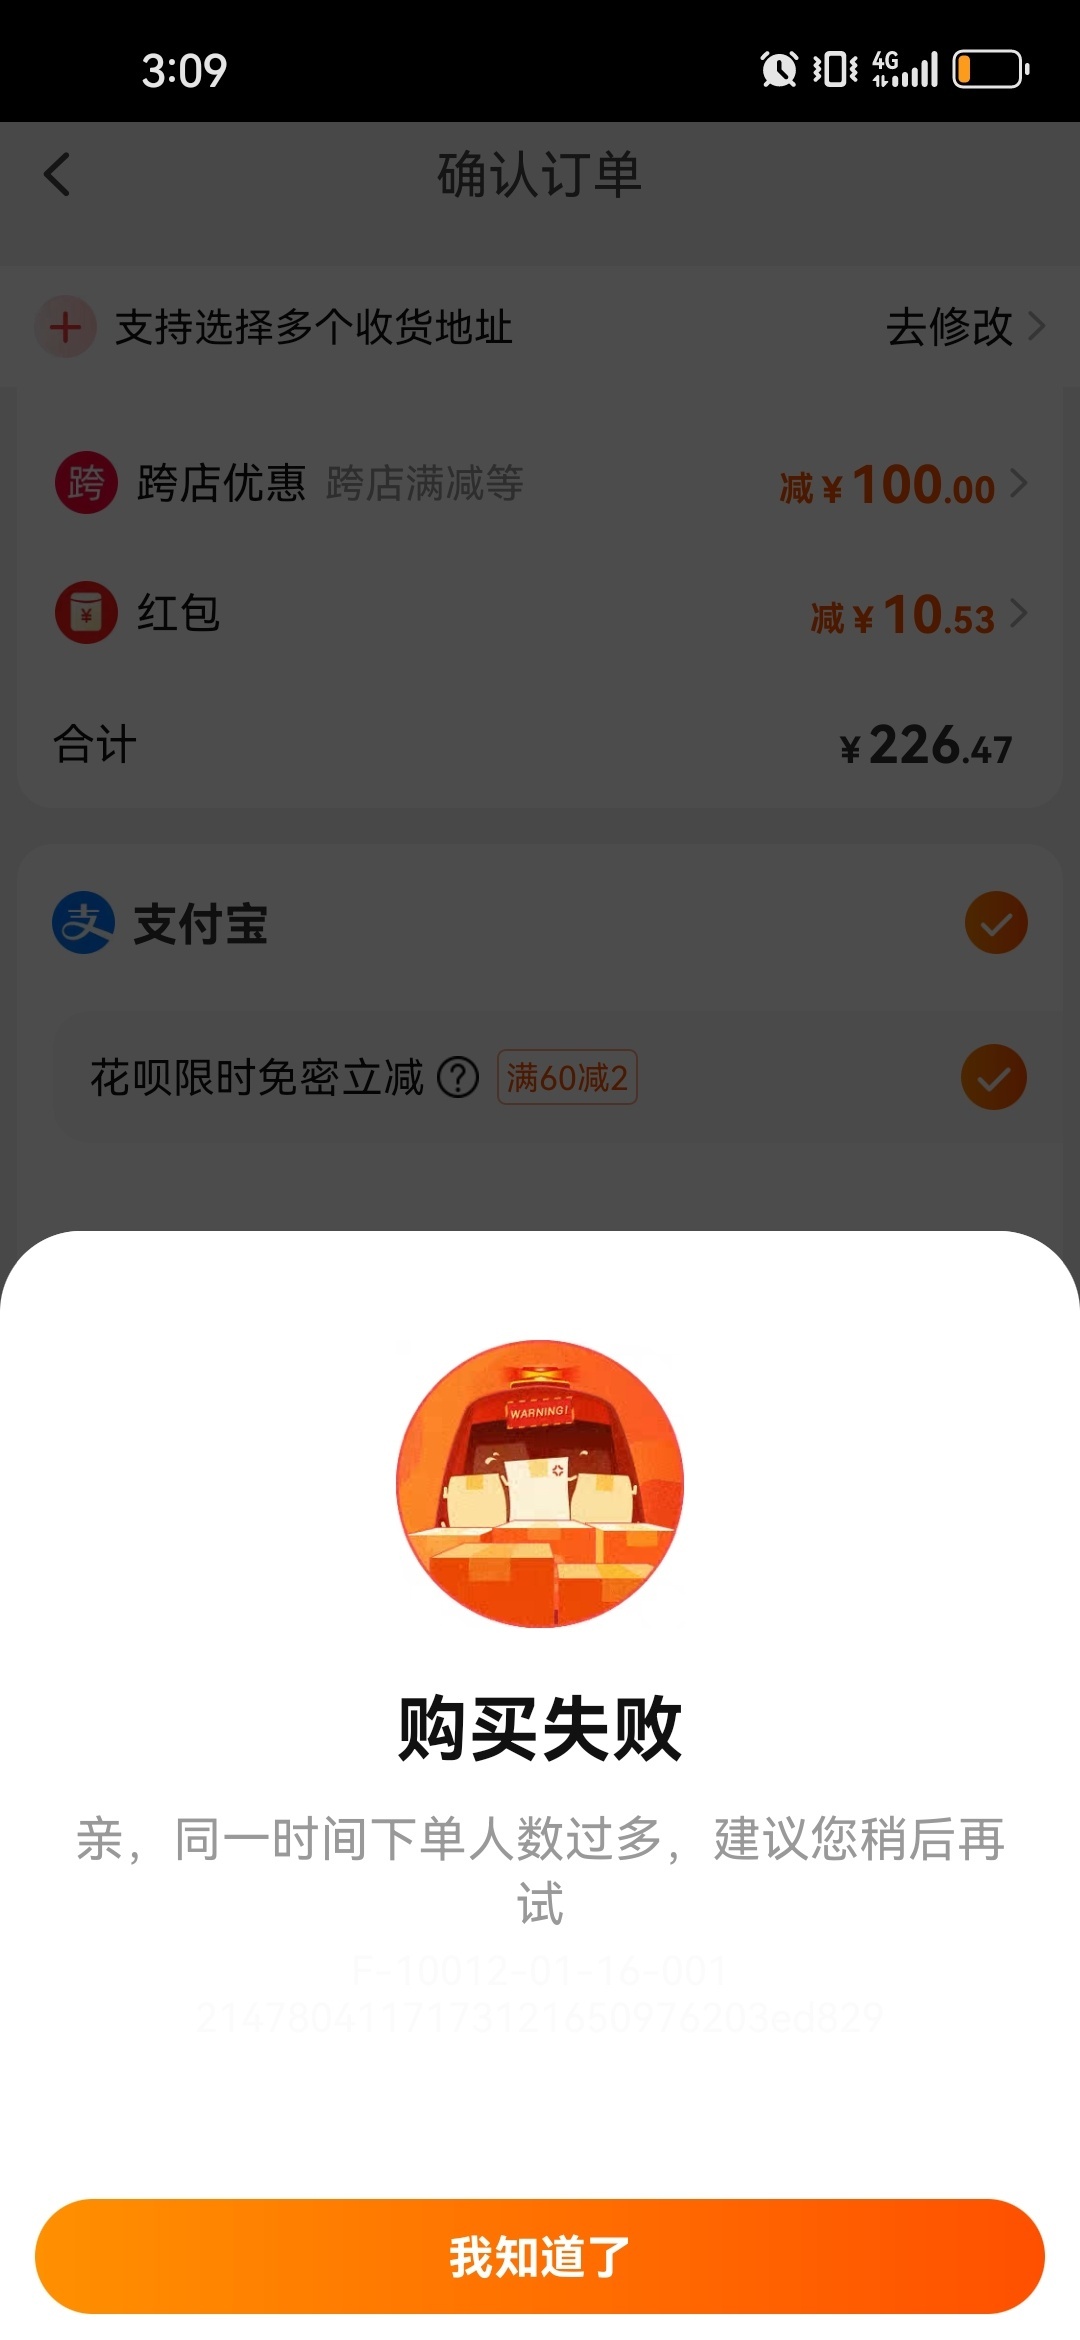 3:09
4G
确认订单
支持选择多个收货地址 去修改
跨 跨店优惠 跨店满减等 减¥100.00
¥ 红包 减¥10.53
合计 ¥226.47
支 支付宝
花呗限时免密立减 ? 满60减2
WARNING!
购买失败
亲，同一时间下单人数过多，建议您稍后再
试
F-10012-01-16-001
2147804117173121650976203ed829
我知道了